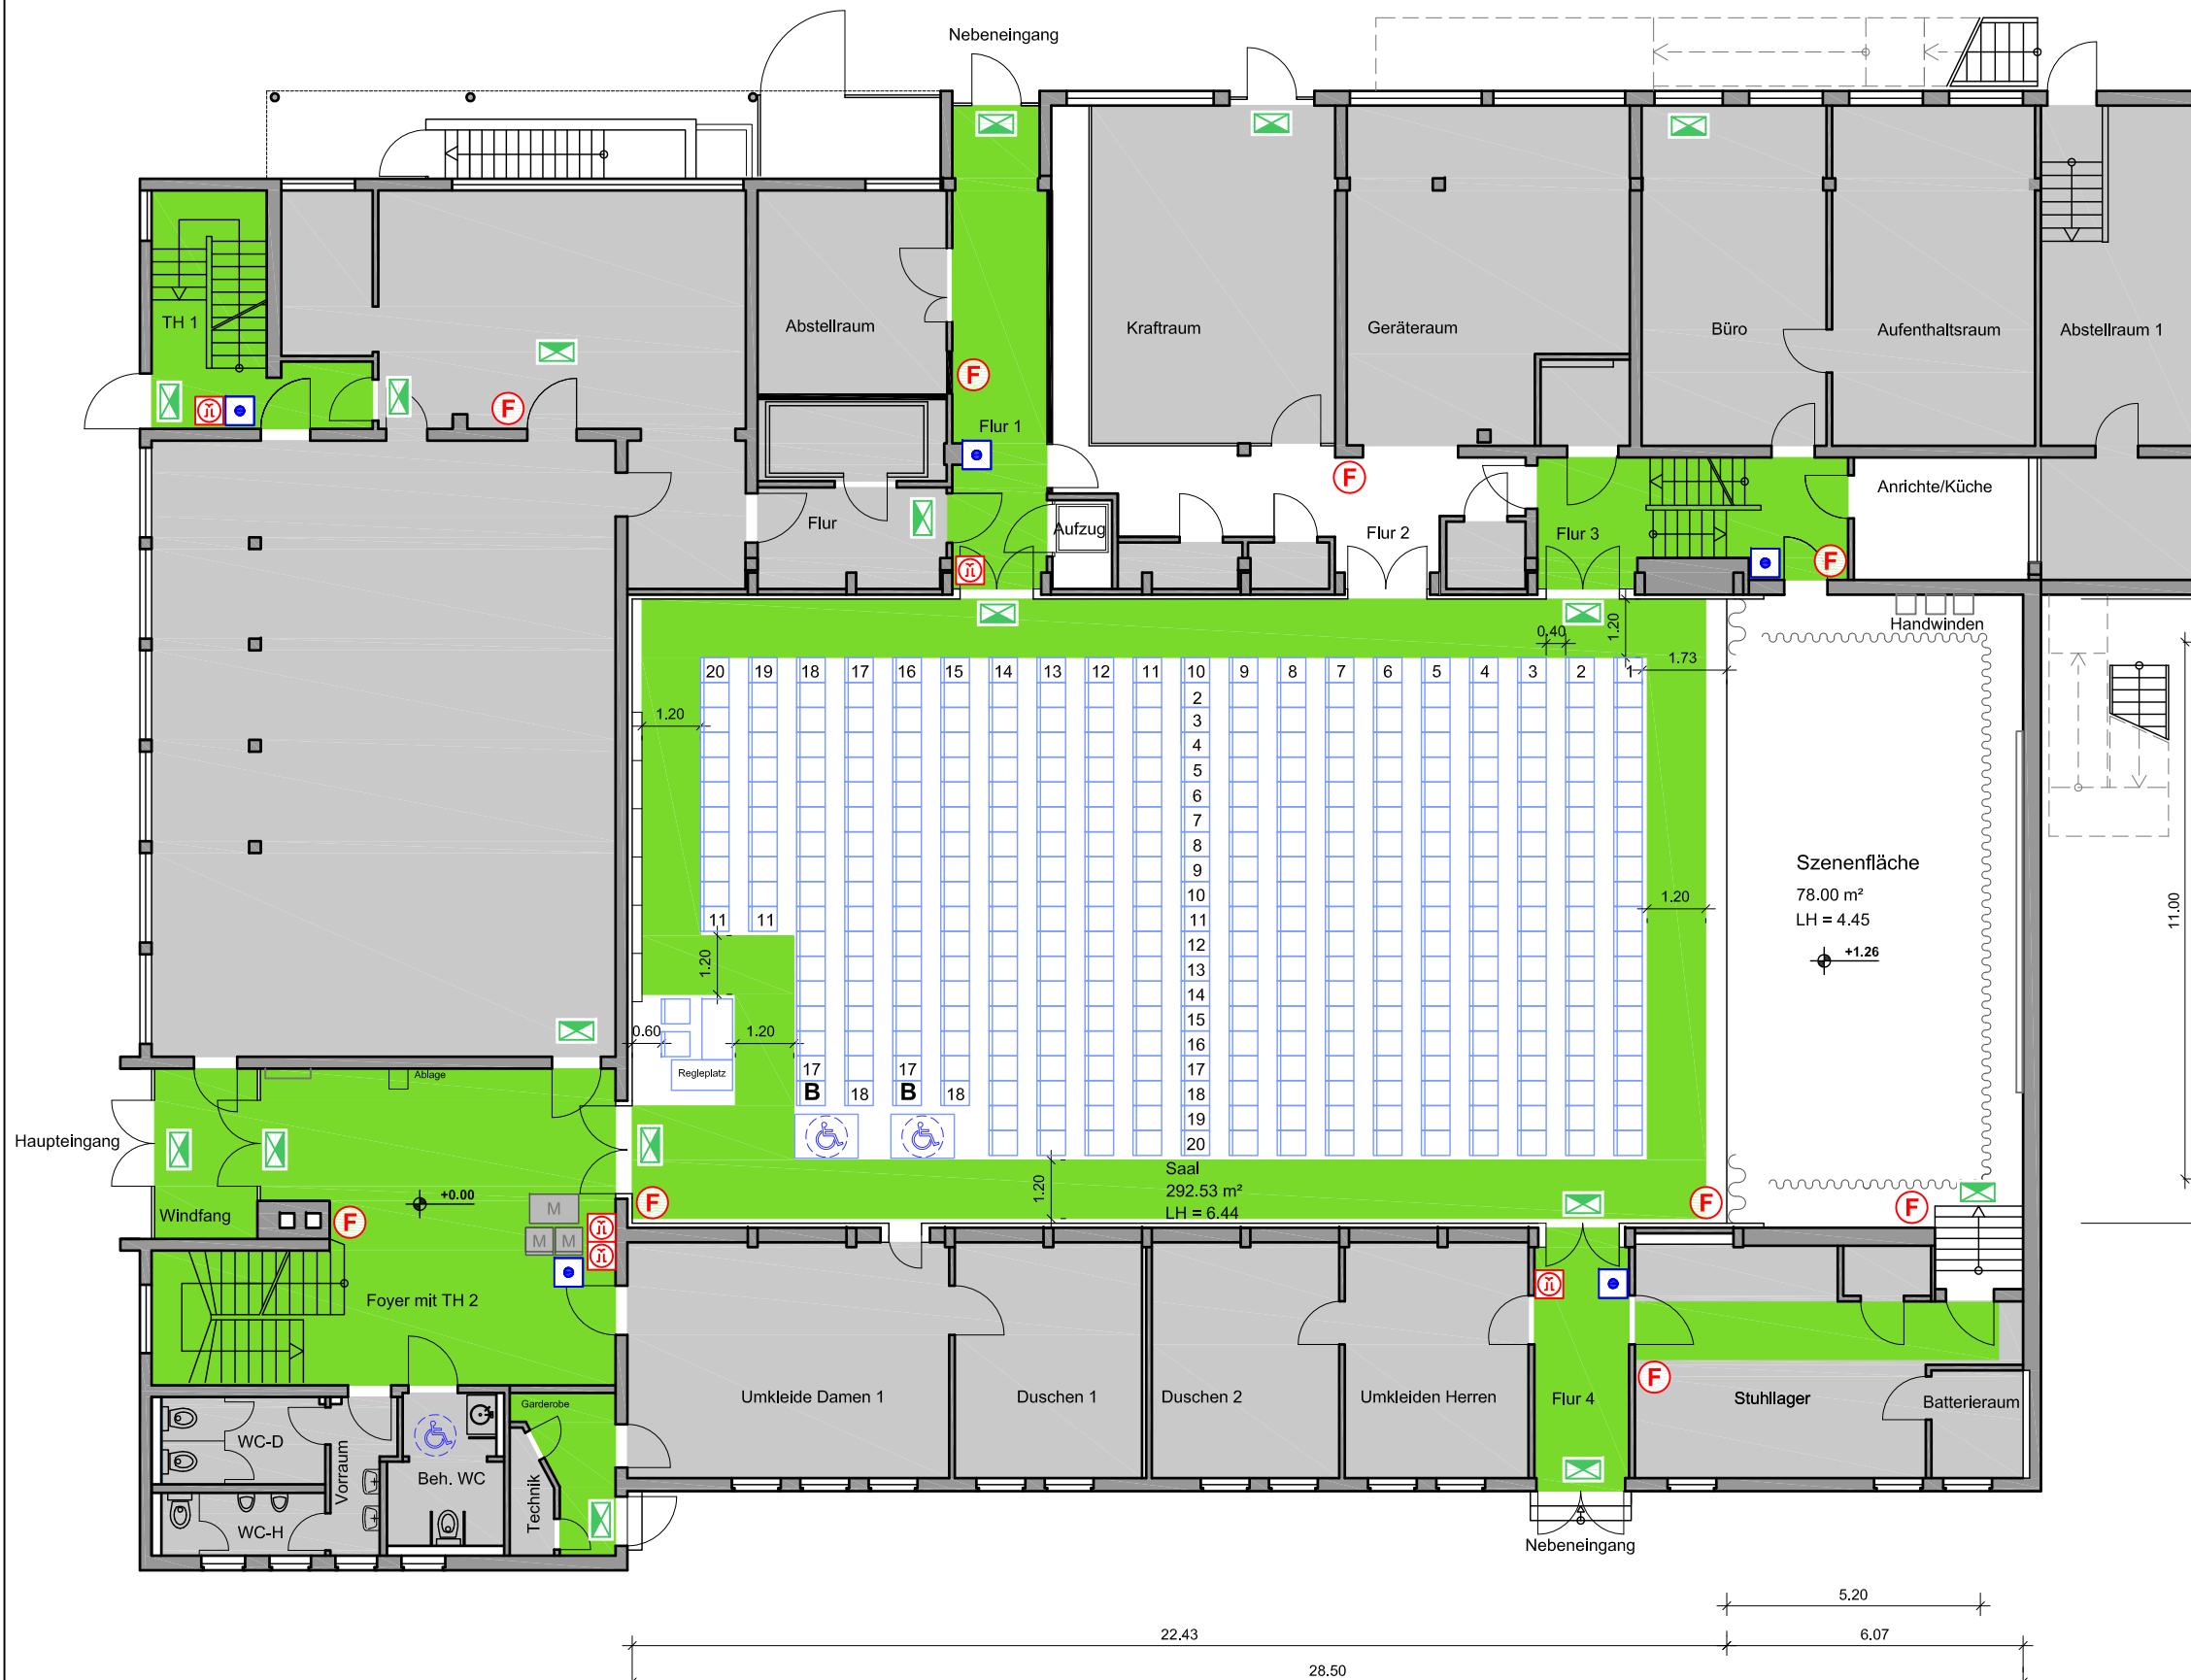 Nebeneingang
TH 1
Abstellraum
Kraftraum
Geräteraum
Büro
Aufenthaltsraum
Abstellraum 1
F
F
Flur 1
F
Anrichte/Küche
Flur
Aufzug
Flur 2
Flur 3
F
Handwinden
0.40
1.20
1.73
20 19 18 17 16 15 14 13 12 11 10 9 8 7 6 5 4 3 2 1
2
3
4
5
6
7
8
9
10
11
12
13
14
15
16
17
18
19
20
1.20
11 11
1.20
0.60
1.20
Regleplatz
17
B
18
17
B
18
1.20
Szenenfläche
78.00 m²
LH = 4.45
+1.26
11.00
Ablage
Haupteingang
Windfang
+0.00
F
M
M M
F
1.20
Saal
292.53 m²
LH = 6.44
F
F
Foyer mit TH 2
Umkleide Damen 1
Duschen 1
Duschen 2
Umkleiden Herren
Flur 4
F
Stuhllager
Batterieraum
Garderobe
WC-D
Vorraum
Beh. WC
Technik
WC-H
Nebeneingang
5.20
22.43
6.07
28.50